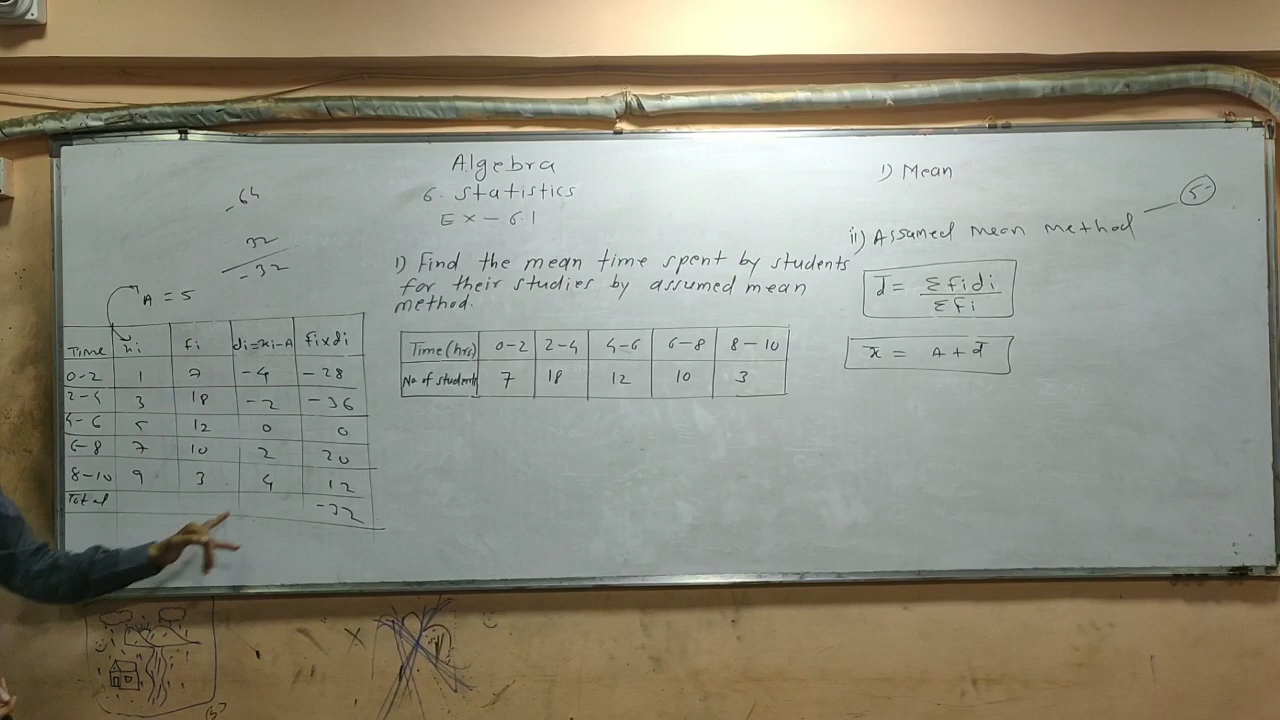 Algebra
6. Statistics
Ex – 6.1
1) Find the mean time spent by students
for their studies by assumed mean
method.
Time (hrs) 0-2 2-4 4-6 6-8 8-10
No. of students 7 18 12 10 3
-64
32
-32
A = 5
Time xi fi di=xi-A fixdi
0-2 1 7 -4 -28
2-4 3 18 -2 -36
4-6 5 12 0 0
6-8 7 10 2 20
8-10 9 3 4 12
Total -32
1) Mean
ii) Assumed mean method — 5
d̅ = Σfidi / Σfi
x̅ = A + d̅